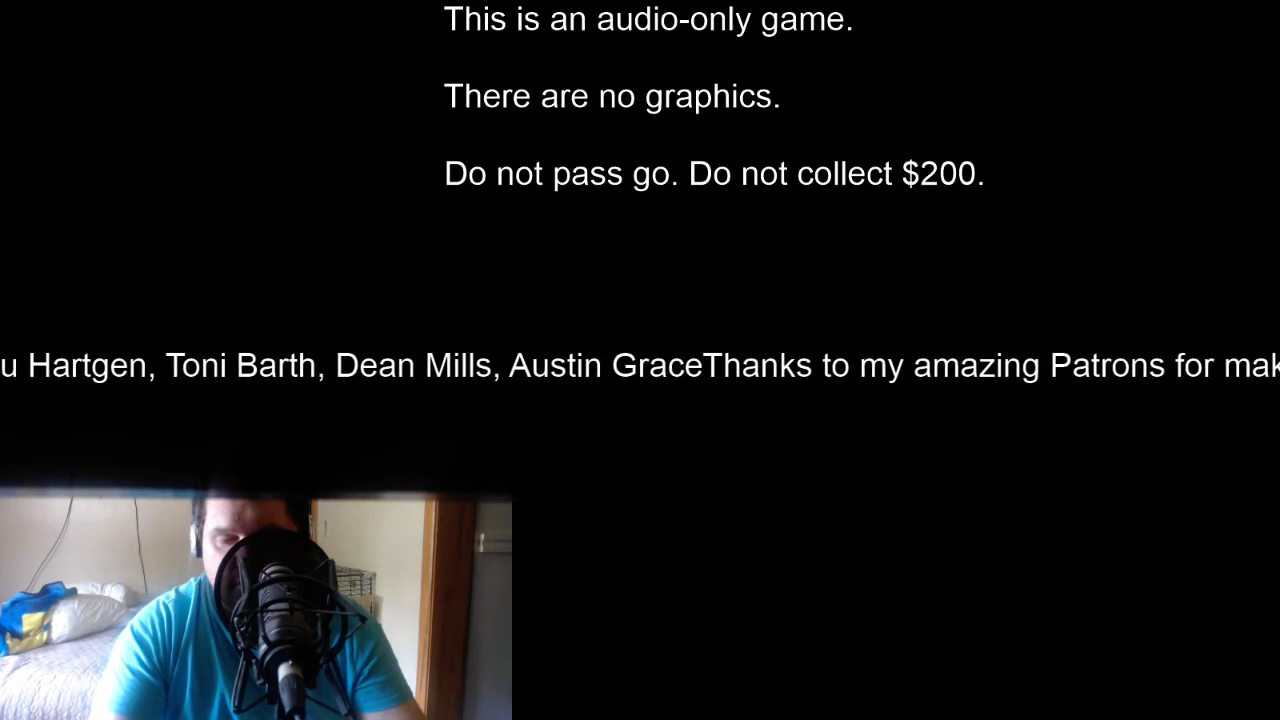 This is an audio-only game.
There are no graphics.
Do not pass go. Do not collect $200.
u Hartgen, Toni Barth, Dean Mills, Austin GraceThanks to my amazing Patrons for mak